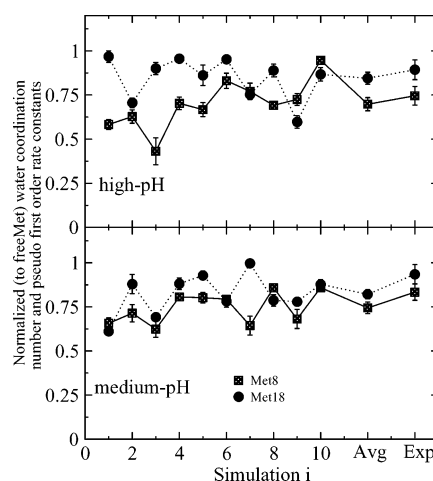 Normalized (to freeMet) water coordination
number and pseudo first order rate constants
1
0.75
0.5
0.25
0
high-pH
1
0.75
0.5
0.25
0
medium-pH
Met8
Met18
0 2 4 6 8 10 Avg Exp
Simulation i